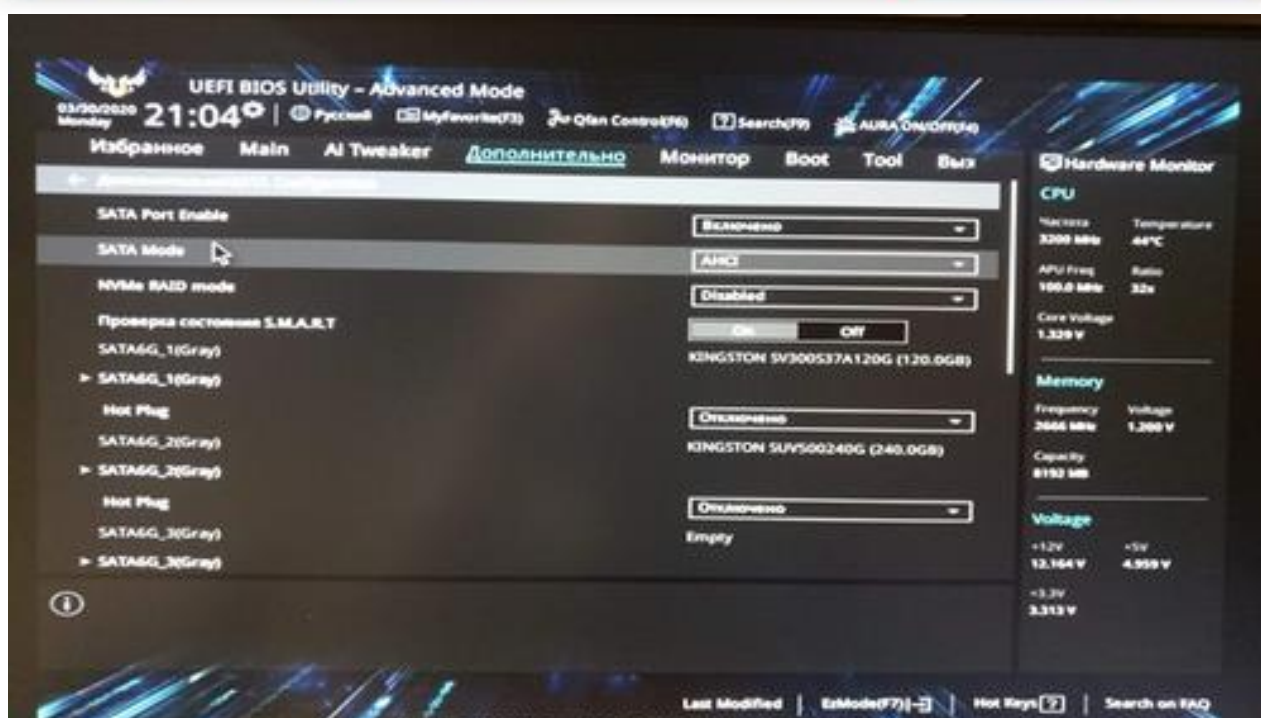 UEFI BIOS Utility – Advanced Mode
03/30/2020
Monday
21:04
Русский
MyFavorite(F3)
Qfan Control(F6)
Search(F9)
AURA ON/OFF(F4)
Избранное Main Ai Tweaker Дополнительно Монитор Boot Tool Вых
Hardware Monitor
SATA Port Enable Включено
SATA Mode AHCI
NVMe RAID mode Disabled
Проверка состояния S.M.A.R.T On Off
SATA6G_1(Gray) KINGSTON SV300S37A120G (120.0GB)
SATA6G_1(Gray)
Hot Plug Отключено
SATA6G_2(Gray) KINGSTON SUV500240G (240.0GB)
SATA6G_2(Gray)
Hot Plug Отключено
SATA6G_3(Gray) Empty
SATA6G_3(Gray)
CPU
Частота Temperature
3200 MHz 44°C
APU Freq Ratio
100.0 MHz 32x
Core Voltage
1.329 V
Memory
Frequency Voltage
2666 MHz 1.200 V
Capacity
8192 MB
Voltage
+12V +5V
12.164 V 4.959 V
+3.3V
3.313 V
Last Modified
EzMode(F7)
Hot Keys ?
Search on FAQ